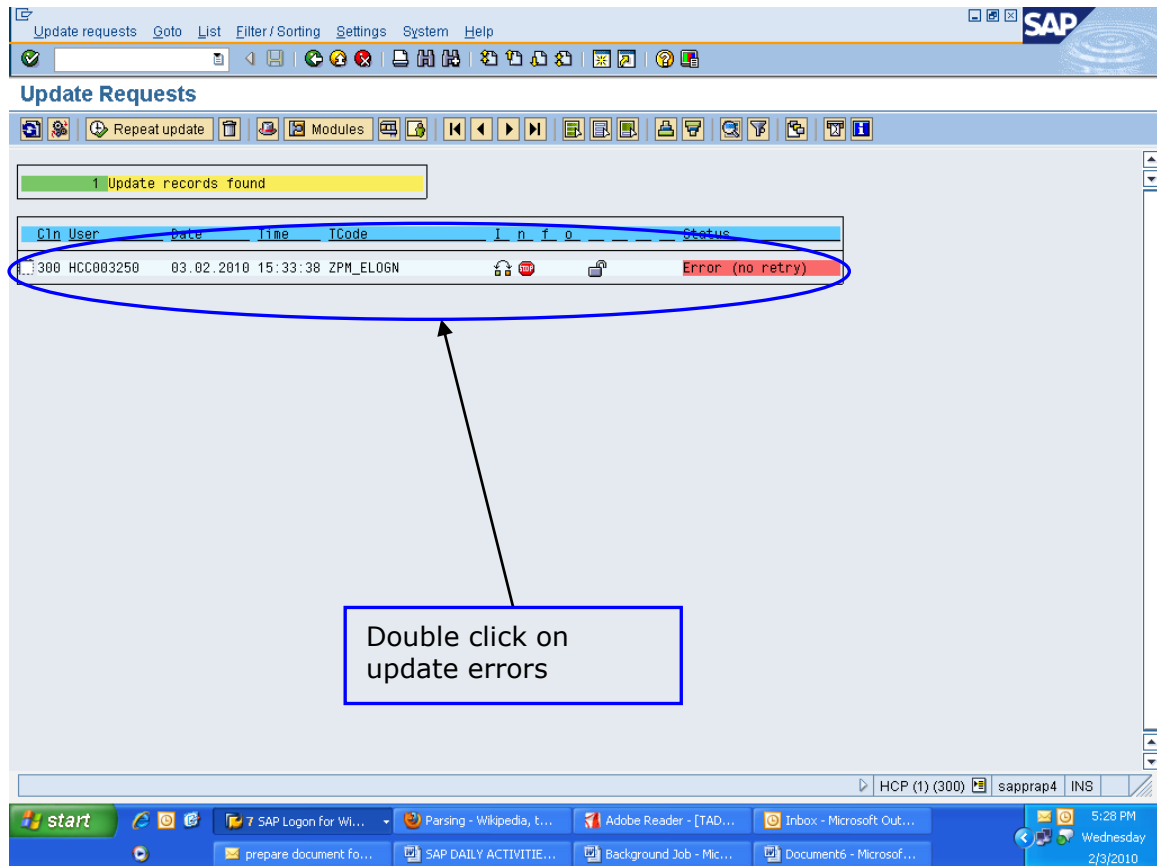 Update requests Goto List Filter / Sorting Settings System Help
SAP
Update Requests
Repeat update Modules
1 Update records found
Cln User Date Time TCode I n f o Status
300 HCC003250 03.02.2010 15:33:38 ZPM_ELOGN STOP Error (no retry)
Double click on
update errors
HCP (1) (300) sapprap4 INS
start 7 SAP Logon for Wi... Parsing - Wikipedia, t... Adobe Reader - [TAD... Inbox - Microsoft Out... 5:28 PM
Wednesday
prepare document fo... SAP DAILY ACTIVITIE... Background Job - Mic... Document6 - Microsof... 2/3/2010